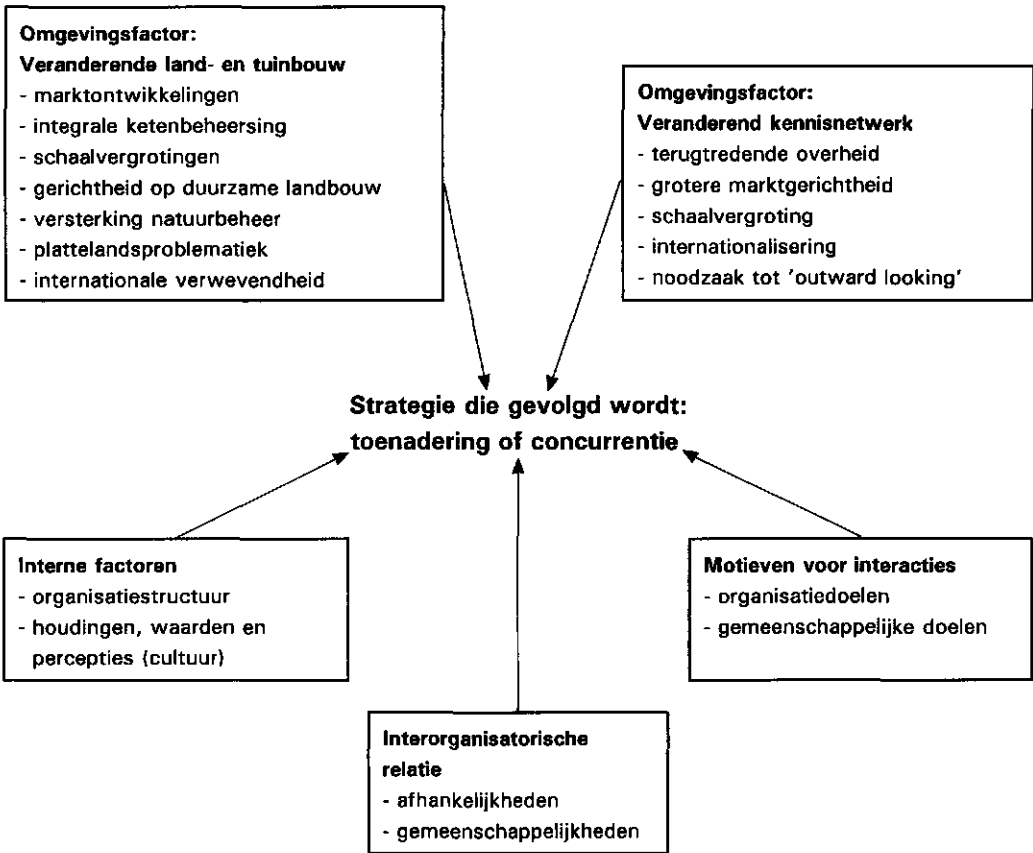 Omgevingsfactor:
Veranderende land- en tuinbouw
- marktontwikkelingen
- integrale ketenbeheersing
- schaalvergrotingen
- gerichtheid op duurzame landbouw
- versterking natuurbeheer
- plattelandsproblematiek
- internationale verwevendheid
Omgevingsfactor:
Veranderend kennisnetwerk
- terugtredende overheid
- grotere marktgerichtheid
- schaalvergroting
- internationalisering
- noodzaak tot 'outward looking'
Strategie die gevolgd wordt:
toenadering of concurrentie
Interne factoren
- organisatiestructuur
- houdingen, waarden en
percepties (cultuur)
Motieven voor interacties
- organisatiedoelen
- gemeenschappelijke doelen
Interorganisatorische
relatie
- afhankelijkheden
- gemeenschappelijkheden